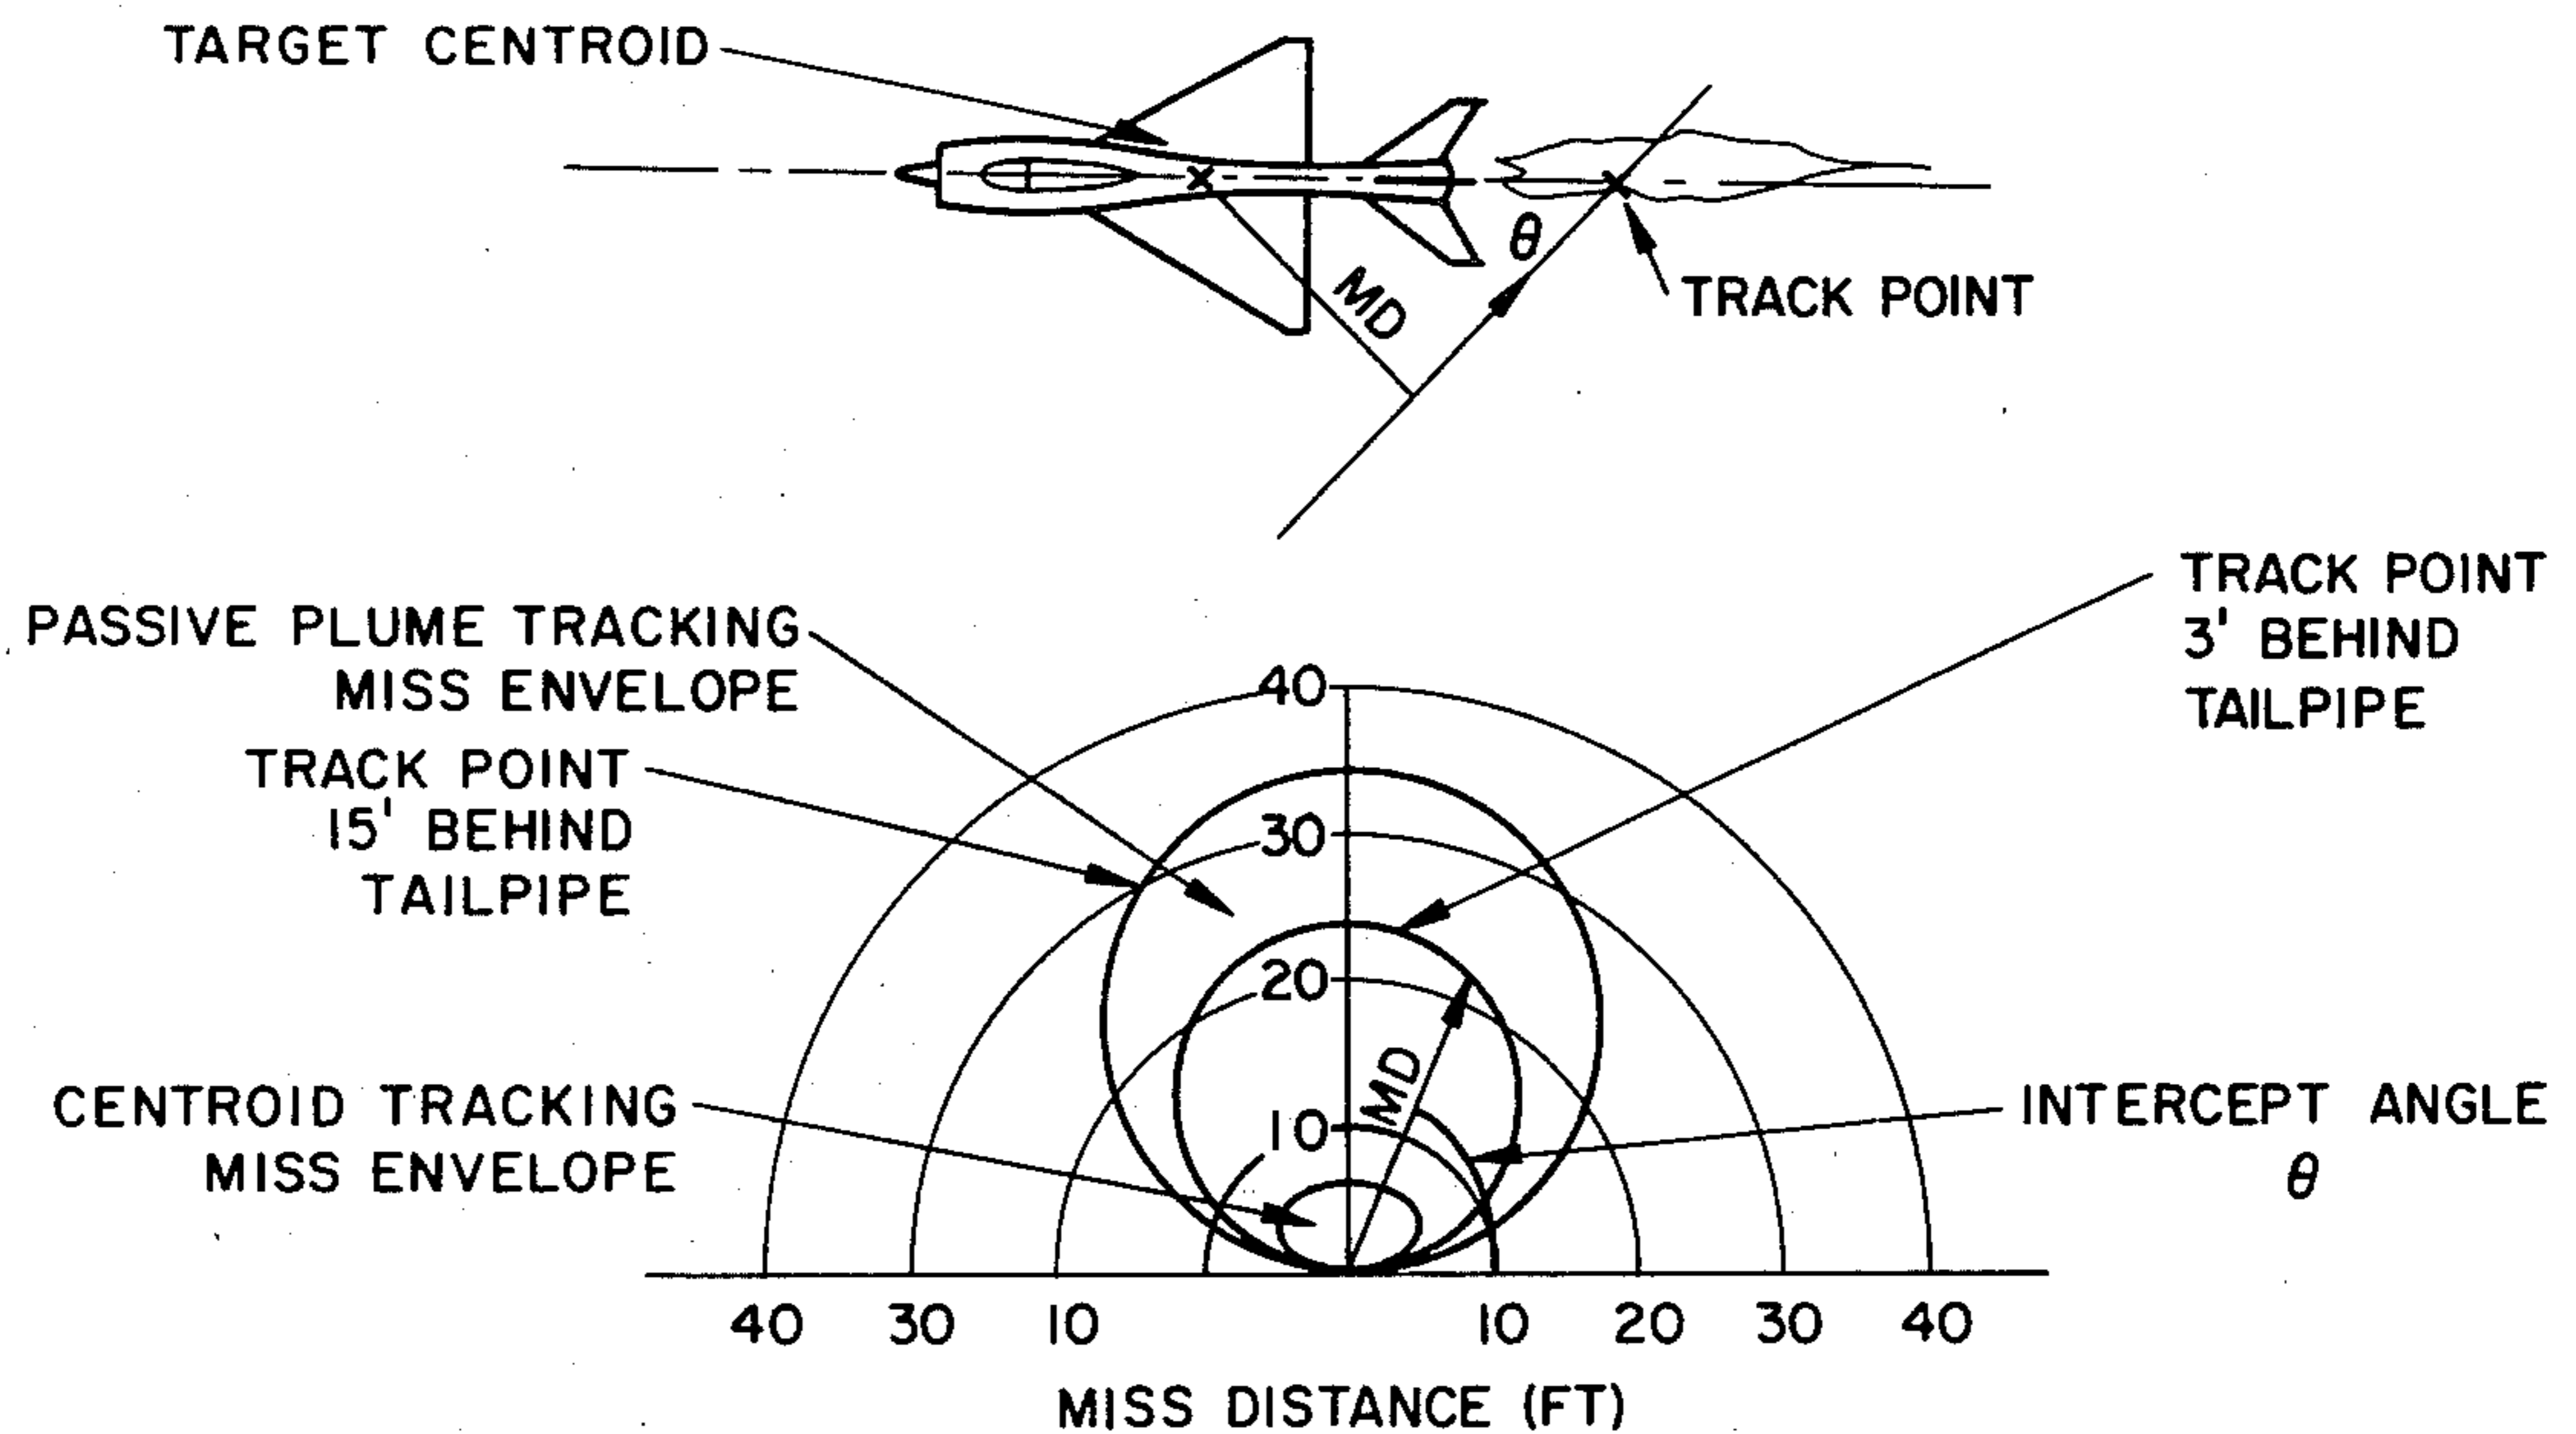 TARGET CENTROID
MD
θ
TRACK POINT
TRACK POINT
3' BEHIND
TAILPIPE
PASSIVE PLUME TRACKING
MISS ENVELOPE
TRACK POINT
15' BEHIND
TAILPIPE
40
30
20
10
MD
CENTROID TRACKING
MISS ENVELOPE
INTERCEPT ANGLE
θ
40 30 10 10 20 30 40
MISS DISTANCE (FT)